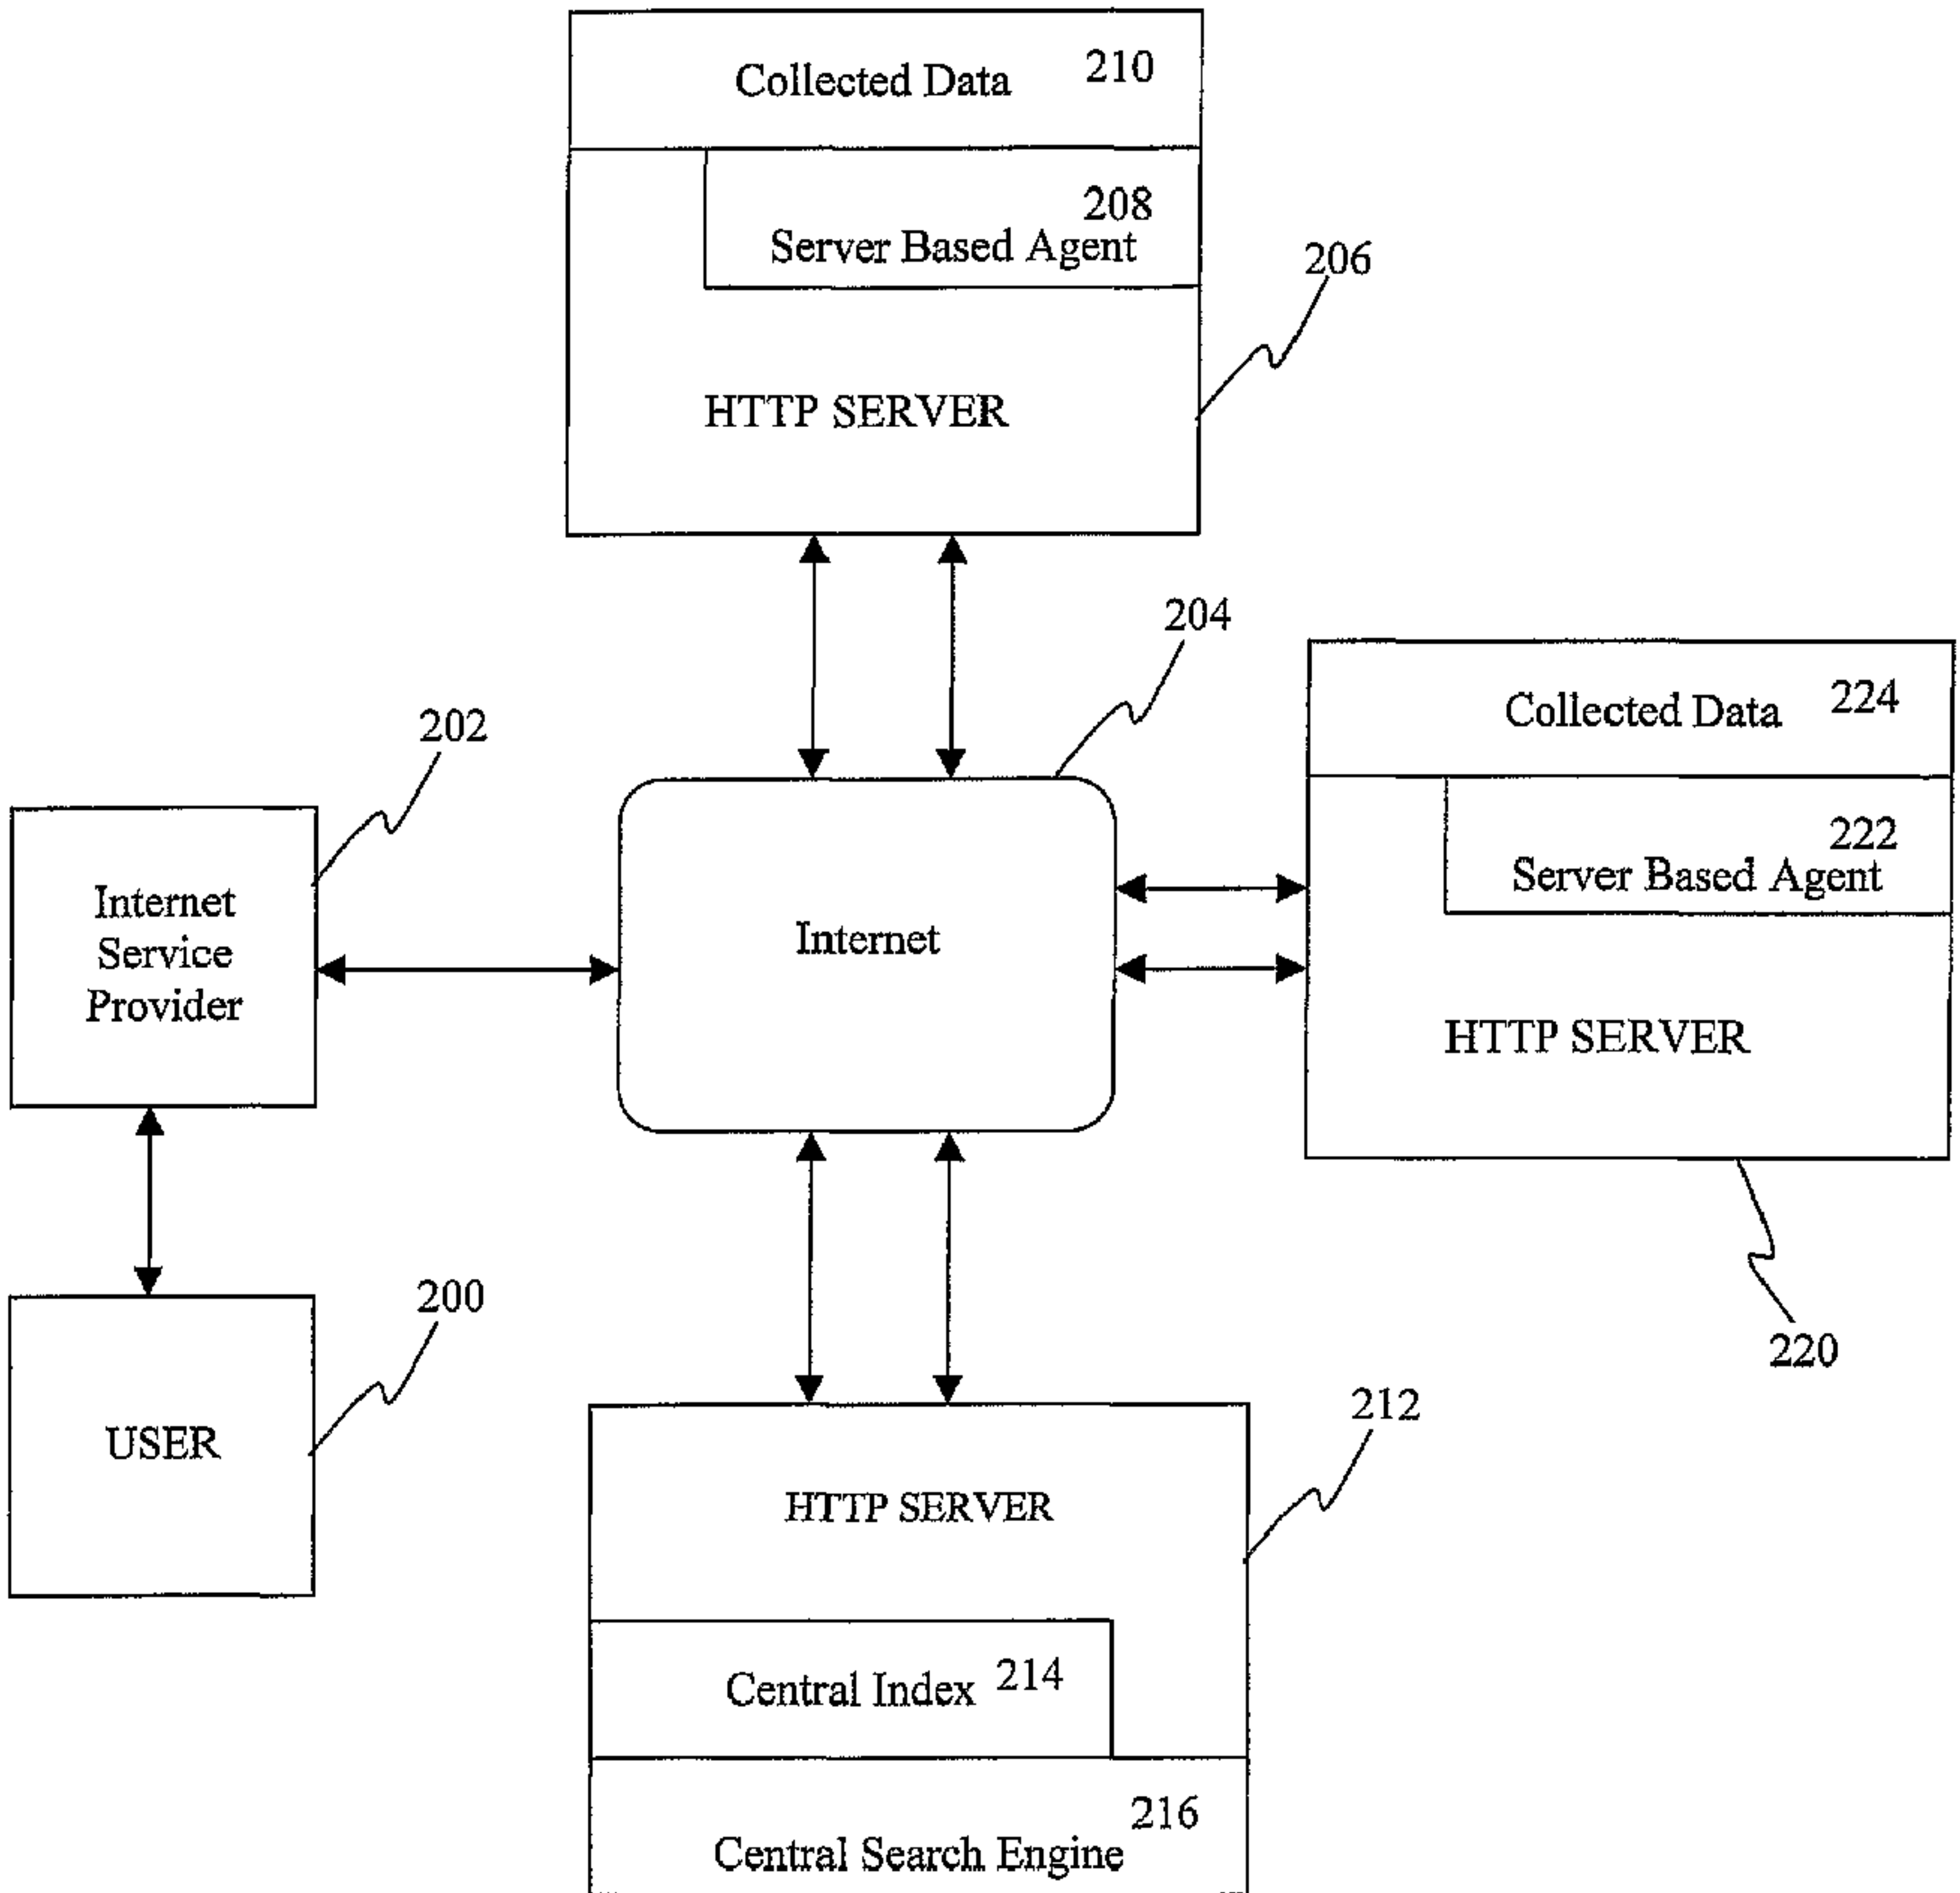 Collected Data 210
208
Server Based Agent
206
HTTP SERVER
204
Collected Data 224
202
222
Server Based Agent
Internet
Service
Provider
Internet
HTTP SERVER
200
220
USER
212
HTTP SERVER
Central Index 214
216
Central Search Engine